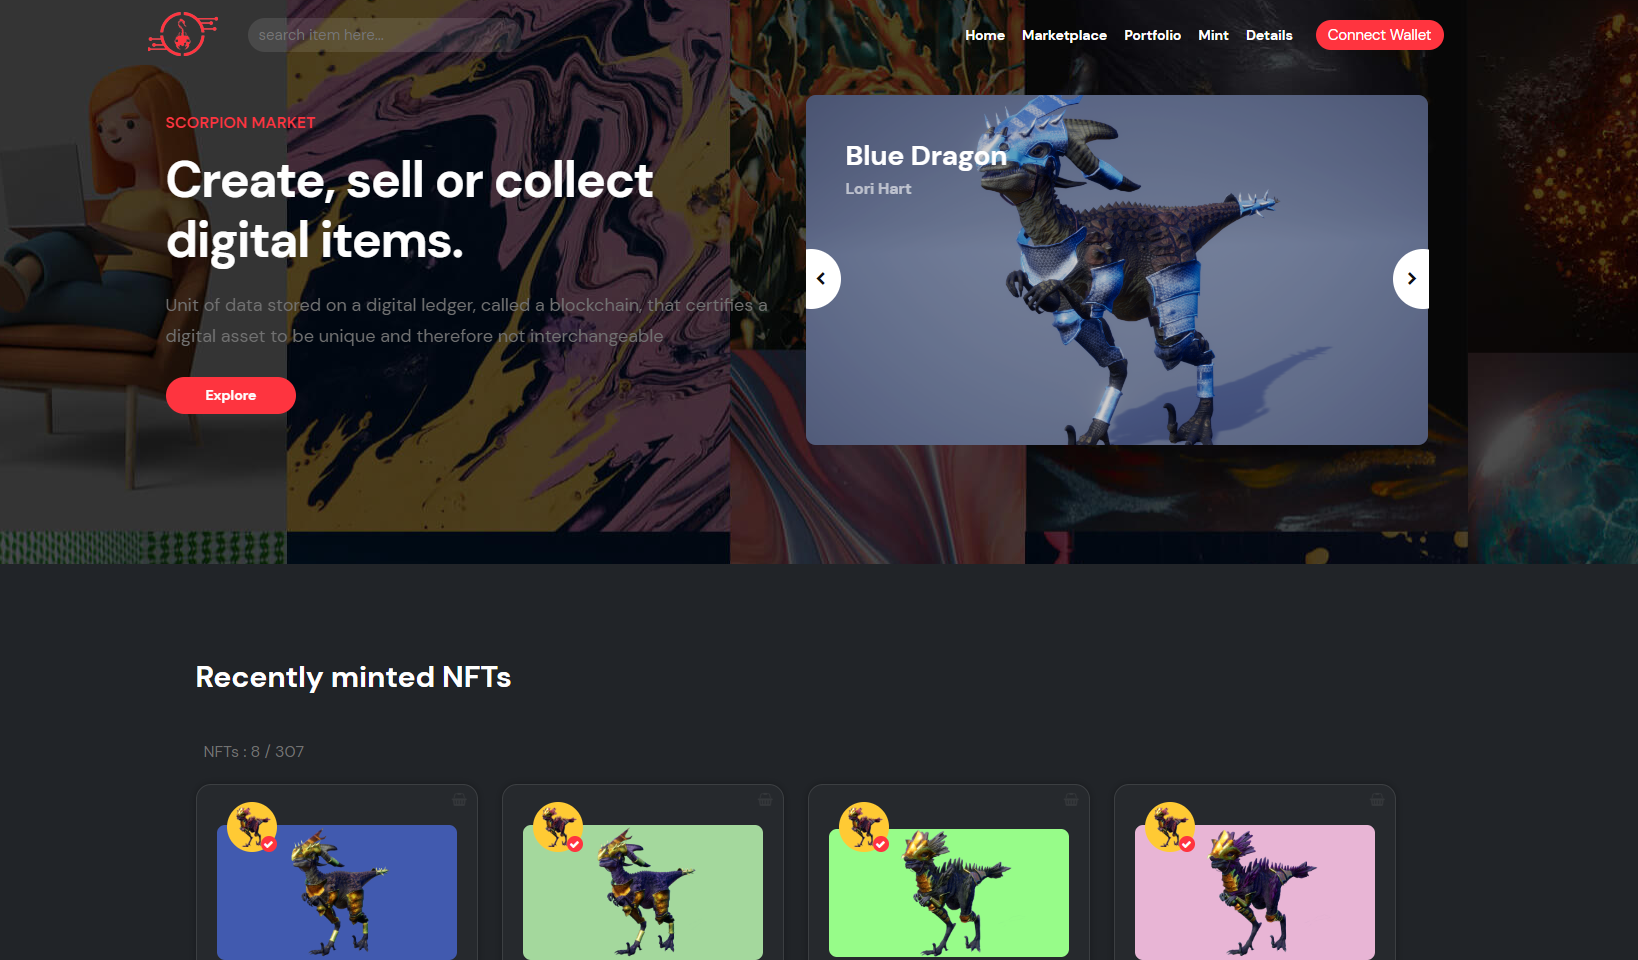 search item here...
Home
Marketplace
Portfolio
Mint
Details
Connect Wallet
SCORPION MARKET
Create, sell or collect
digital items.
Unit of data stored on a digital ledger, called a blockchain, that certifies a
digital asset to be unique and therefore not interchangeable
Explore
Blue Dragon
Lori Hart
Recently minted NFTs
NFTs : 8 / 307